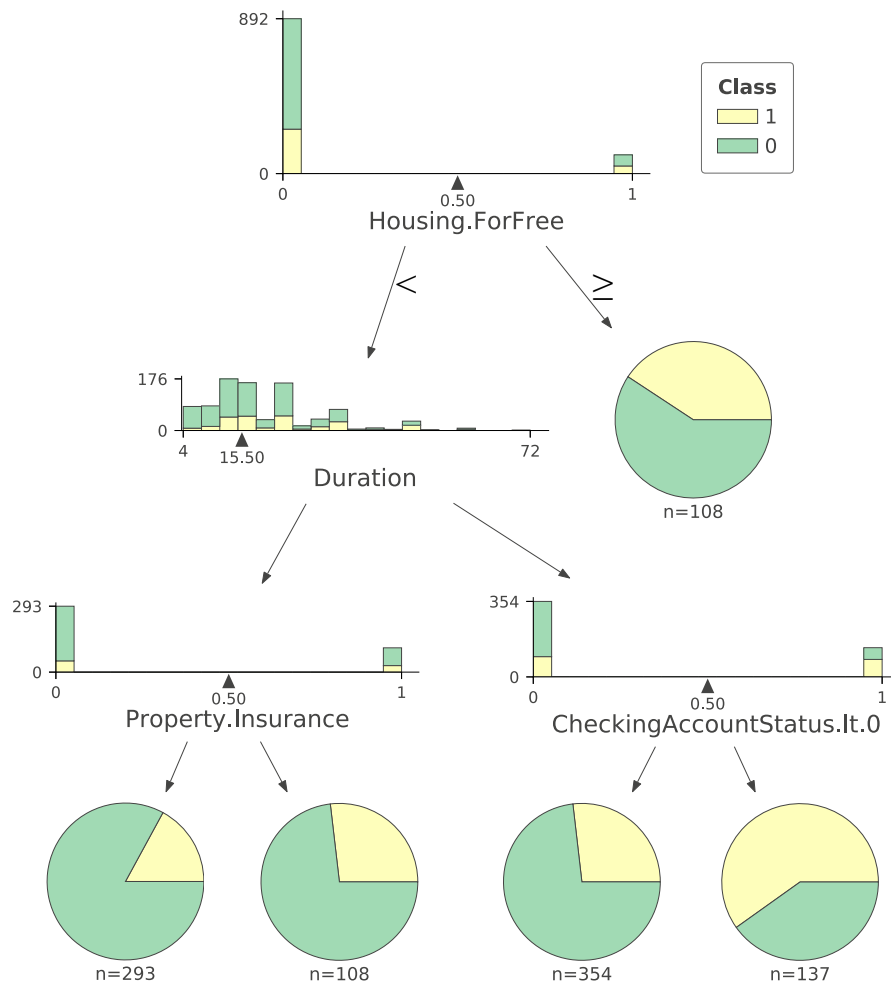 892
0
0
0.50
1
Housing.ForFree
Class
1
0
<
≥
176
0
4
15.50
72
Duration
n=108
293
0
0
0.50
1
Property.Insurance
354
0
0
0.50
1
CheckingAccountStatus.lt.0
n=293
n=108
n=354
n=137